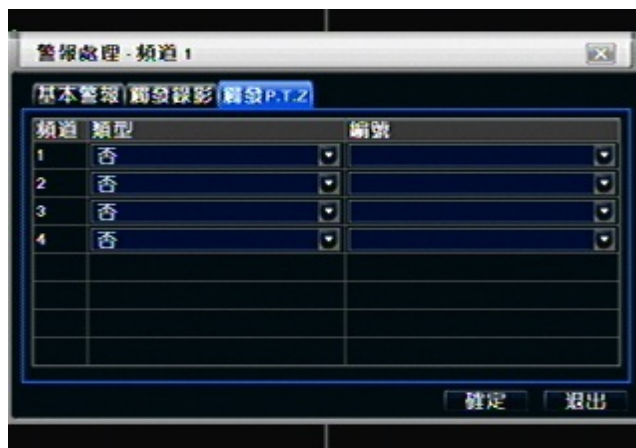 警報處理 - 頻道 1
基本警報 觸發錄影 觸發P.T.Z
頻道 類型 編號
1 否
2 否
3 否
4 否
確定 退出